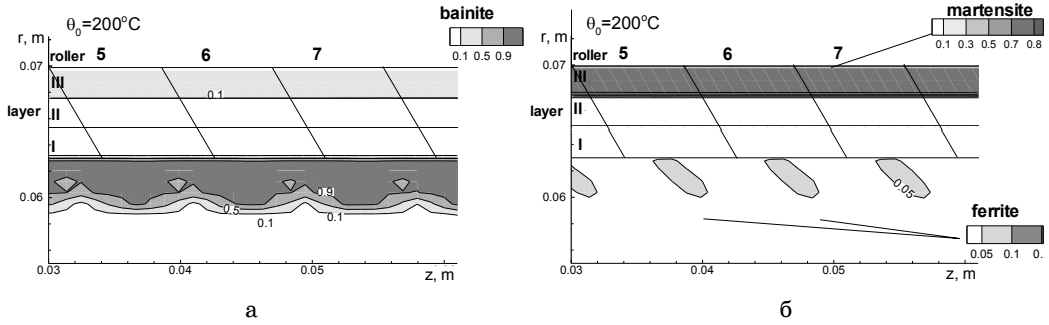 bainite
0.1 0.5 0.9
θ₀=200°C
r, m
roller 5 6 7
0.07
III
0.1
layer
II
I
0.9
0.5
0.1
0.1
0.06
0.03 0.04 0.05
z, m
а
martensite
0.1 0.3 0.5 0.7 0.8
θ₀=200°C
r, m
roller 5 6 7
0.07
III
layer
II
I
0.05
0.06
ferrite
0.05 0.1 0.
0.03 0.04 0.05
z, m
б